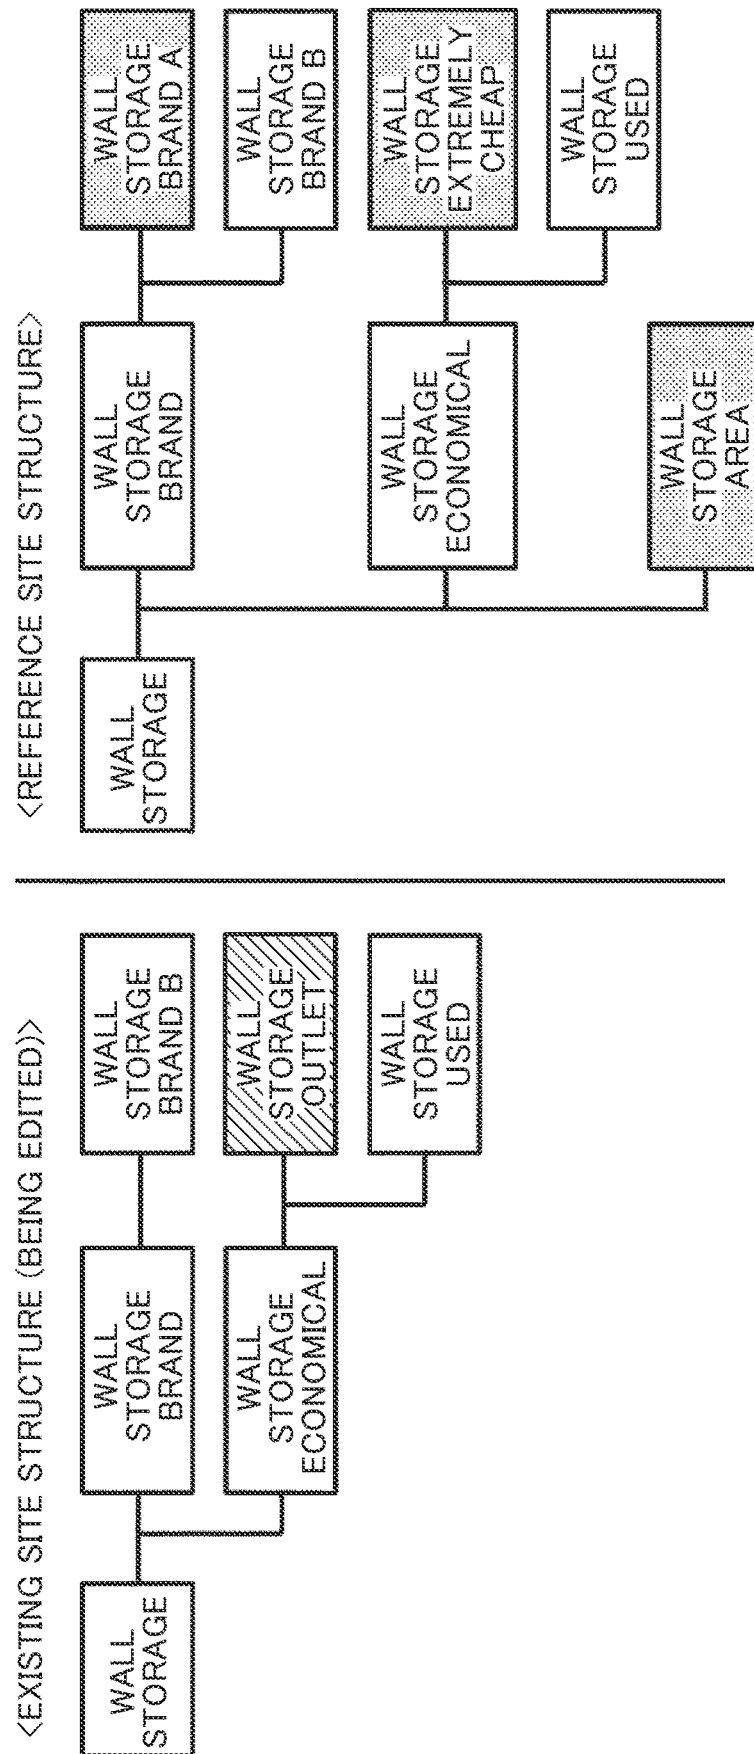 <EXISTING SITE STRUCTURE (BEING EDITED)>
WALL
STORAGE
WALL
STORAGE
BRAND
WALL
STORAGE
BRAND B
WALL
STORAGE
ECONOMICAL
WALL
STORAGE
OUTLET
WALL
STORAGE
USED
<REFERENCE SITE STRUCTURE>
WALL
STORAGE
WALL
STORAGE
BRAND
WALL
STORAGE
BRAND A
WALL
STORAGE
BRAND B
WALL
STORAGE
ECONOMICAL
WALL
STORAGE
EXTREMELY
CHEAP
WALL
STORAGE
USED
WALL
STORAGE
AREA